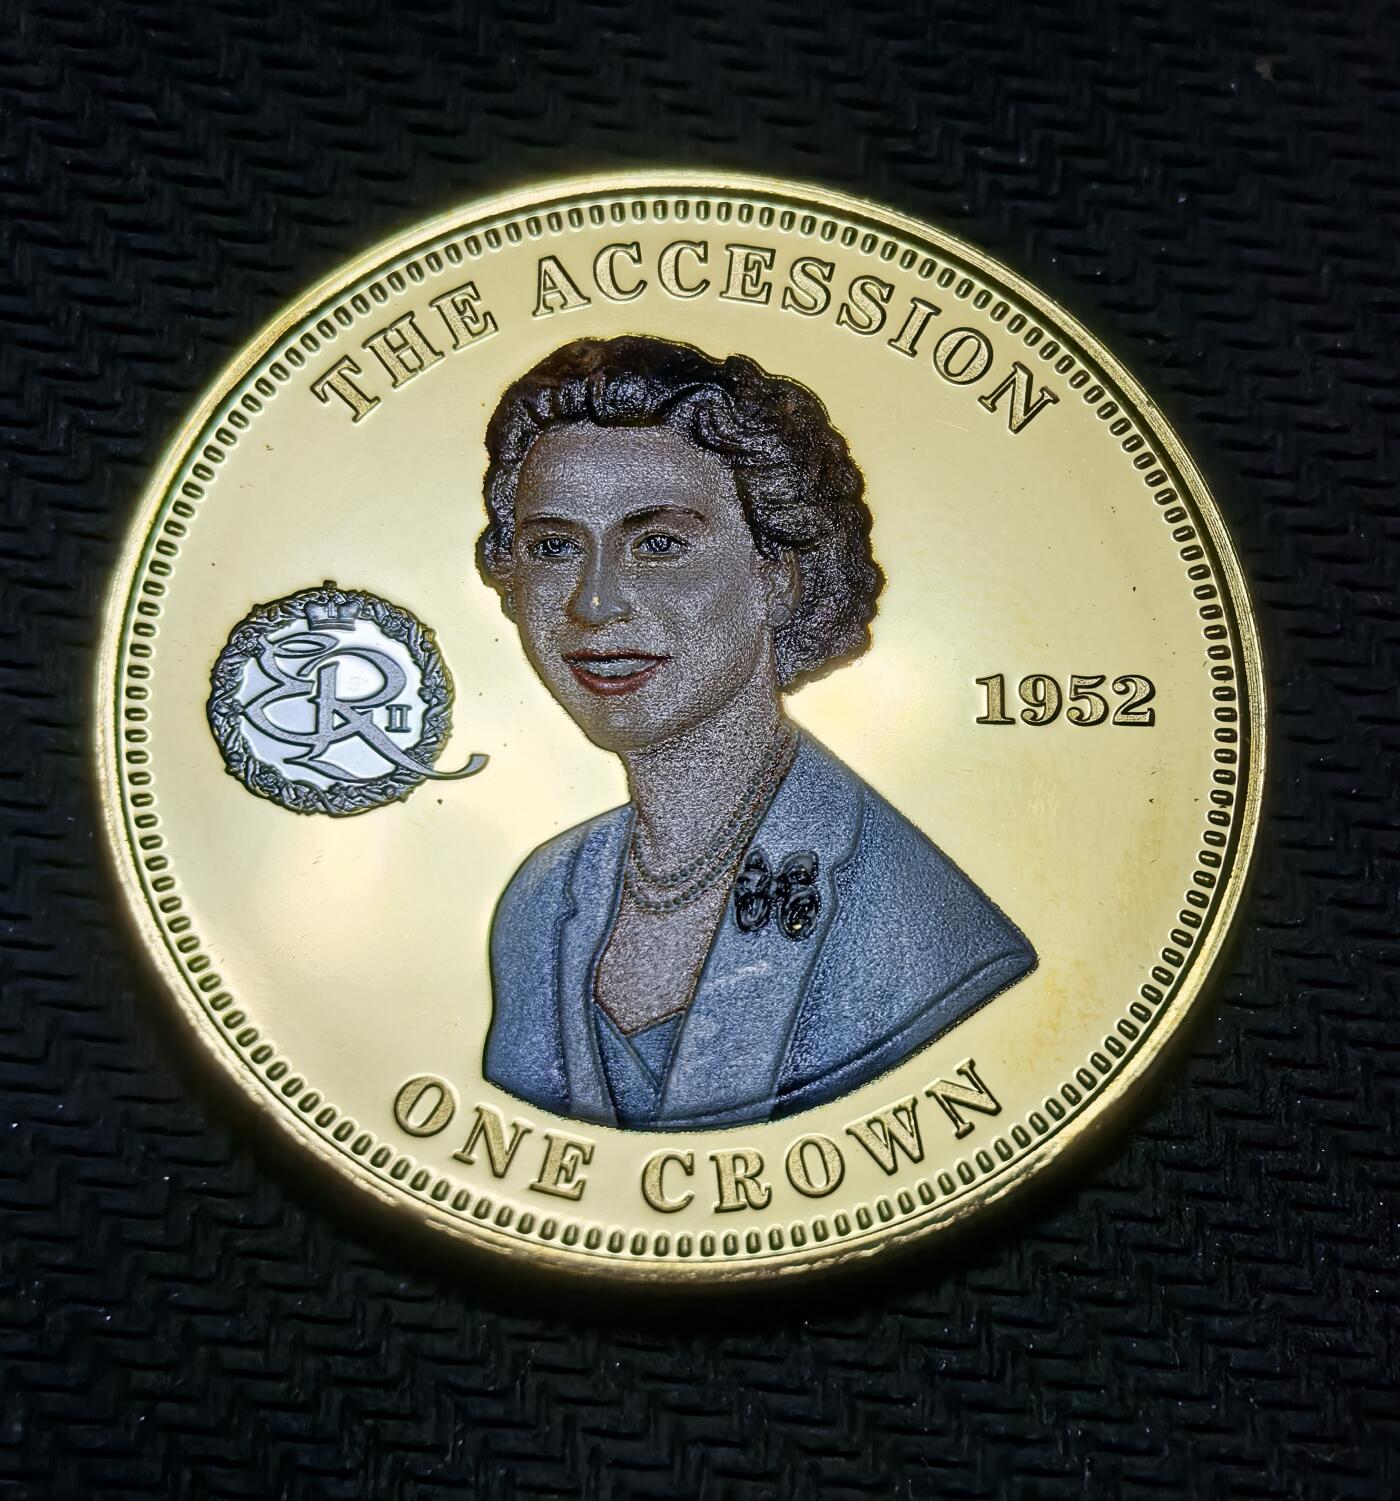 THE ACCESSION
ER II
1952
ONE CROWN